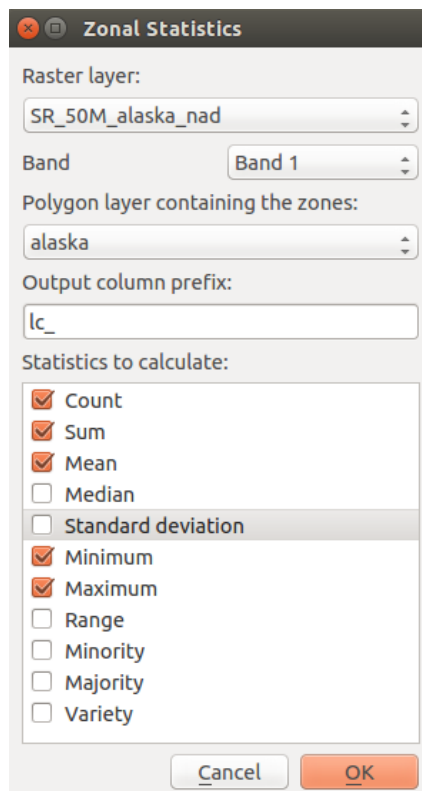 Zonal Statistics
Raster layer:
SR_50M_alaska_nad
Band Band 1
Polygon layer containing the zones:
alaska
Output column prefix:
lc_
Statistics to calculate:
Count
Sum
Mean
Median
Standard deviation
Minimum
Maximum
Range
Minority
Majority
Variety
Cancel OK